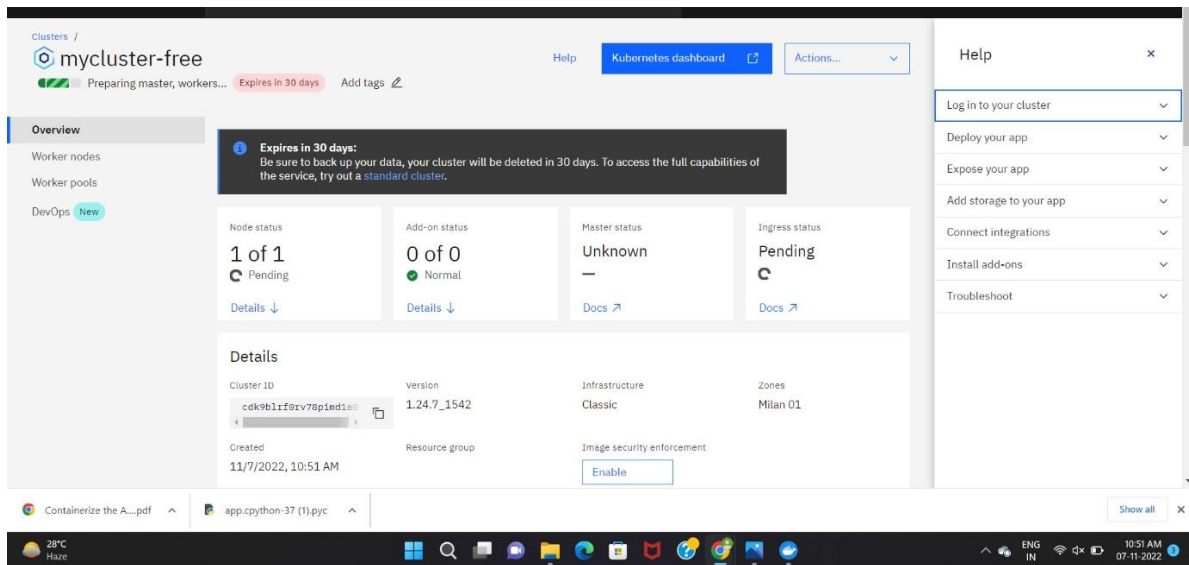 Clusters /
mycluster-free
Preparing master, workers... Expires in 30 days Add tags
Help Kubernetes dashboard Actions...
Overview
Worker nodes
Worker pools
DevOps New
Expires in 30 days:
Be sure to back up your data, your cluster will be deleted in 30 days. To access the full capabilities of
the service, try out a standard cluster.
Node status Add-on status Master status Ingress status
1 of 1 0 of 0 Unknown Pending
Pending Normal —
Details ↓ Details ↓ Docs ↗ Docs ↗
Details
Cluster ID Version Infrastructure Zones
1.24.7_1542 Classic Milan 01
Created Resource group Image security enforcement
11/7/2022, 10:51 AM
Enable
Help ×
Log in to your cluster
Deploy your app
Expose your app
Add storage to your app
Connect integrations
Install add-ons
Troubleshoot
Containerize the A....pdf app.cpython-37 (1).pyc Show all ×
28°C
Haze
ENG
IN
10:51 AM
07-11-2022
3